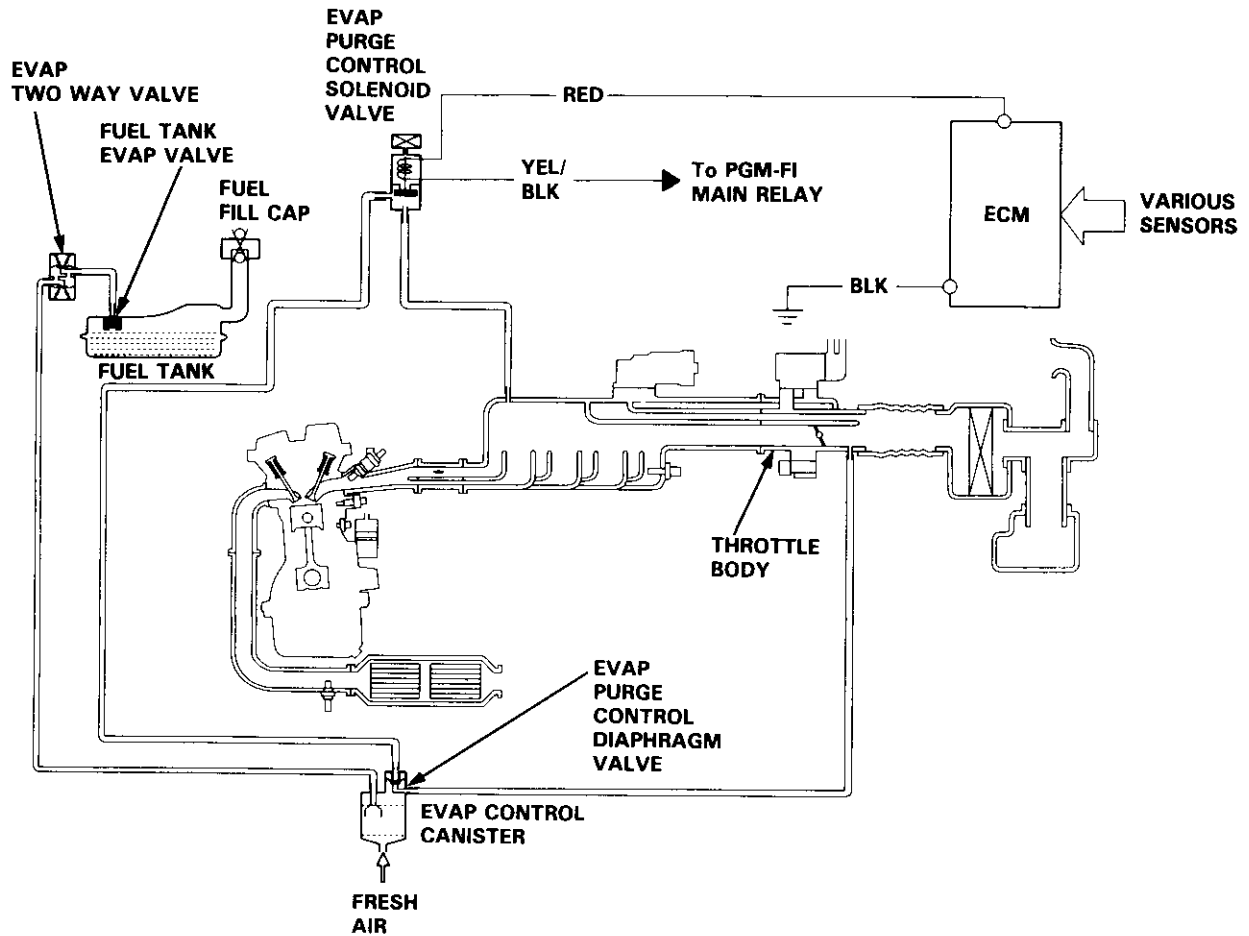 EVAP
PURGE
CONTROL
SOLENOID
VALVE
EVAP
TWO WAY VALVE
FUEL TANK
EVAP VALVE
FUEL
FILL CAP
RED
YEL/
BLK
To PGM-FI
MAIN RELAY
ECM
VARIOUS
SENSORS
BLK
FUEL TANK
THROTTLE
BODY
EVAP
PURGE
CONTROL
DIAPHRAGM
VALVE
EVAP CONTROL
CANISTER
FRESH
AIR